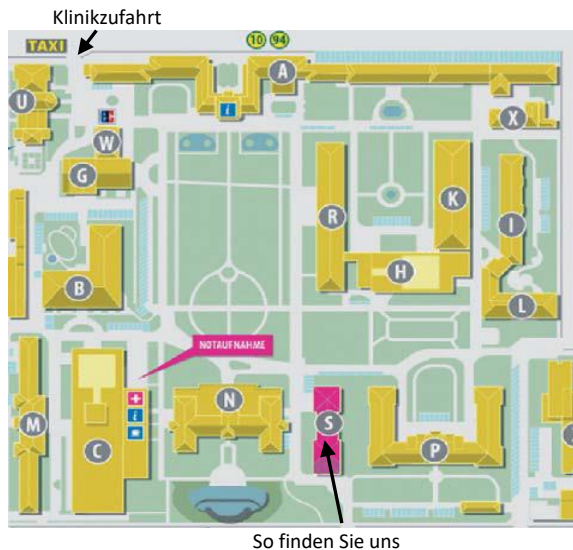 Klinikzufahrt
TAXI
10 94
A
U
i
X
W
G
R
K
I
H
B
L
NOTAUFNAHME
N
S
M
i
C
P
So finden Sie uns